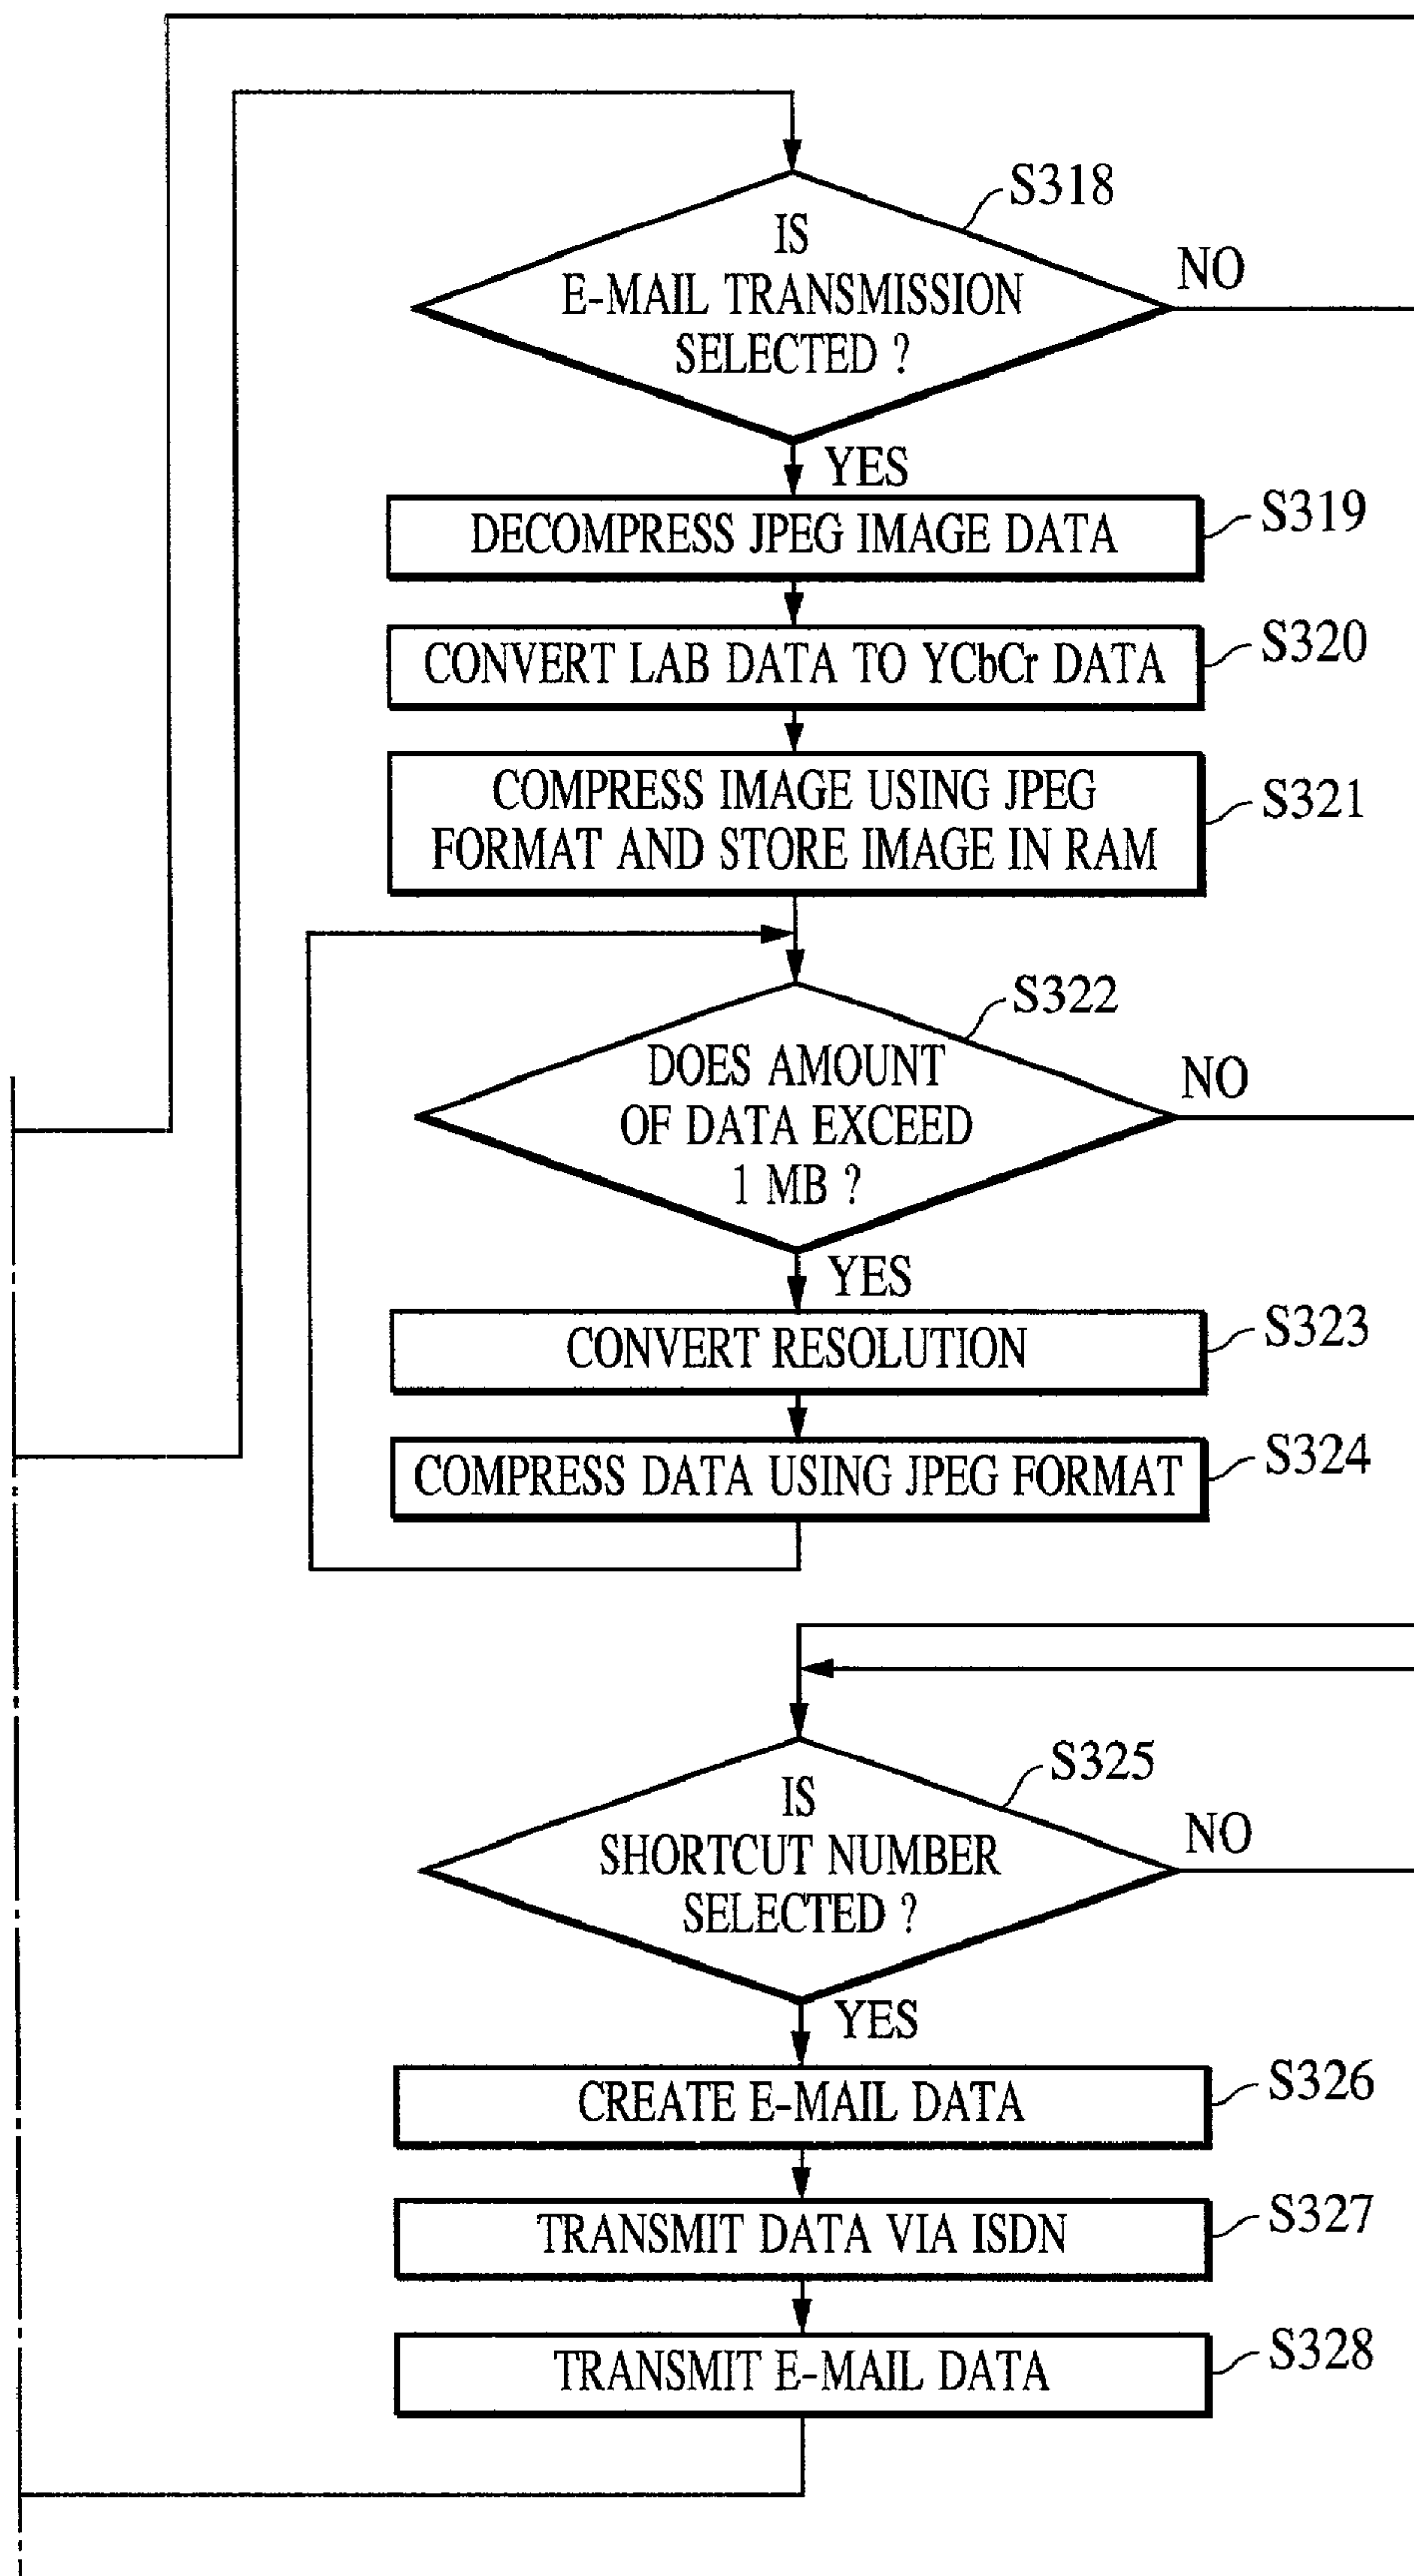 S318
IS
E-MAIL TRANSMISSION
SELECTED ?
NO
YES
DECOMPRESS JPEG IMAGE DATA
S319
CONVERT LAB DATA TO YCbCr DATA
S320
COMPRESS IMAGE USING JPEG
FORMAT AND STORE IMAGE IN RAM
S321
S322
DOES AMOUNT
OF DATA EXCEED
1 MB ?
NO
YES
CONVERT RESOLUTION
S323
COMPRESS DATA USING JPEG FORMAT
S324
S325
IS
SHORTCUT NUMBER
SELECTED ?
NO
YES
CREATE E-MAIL DATA
S326
TRANSMIT DATA VIA ISDN
S327
TRANSMIT E-MAIL DATA
S328